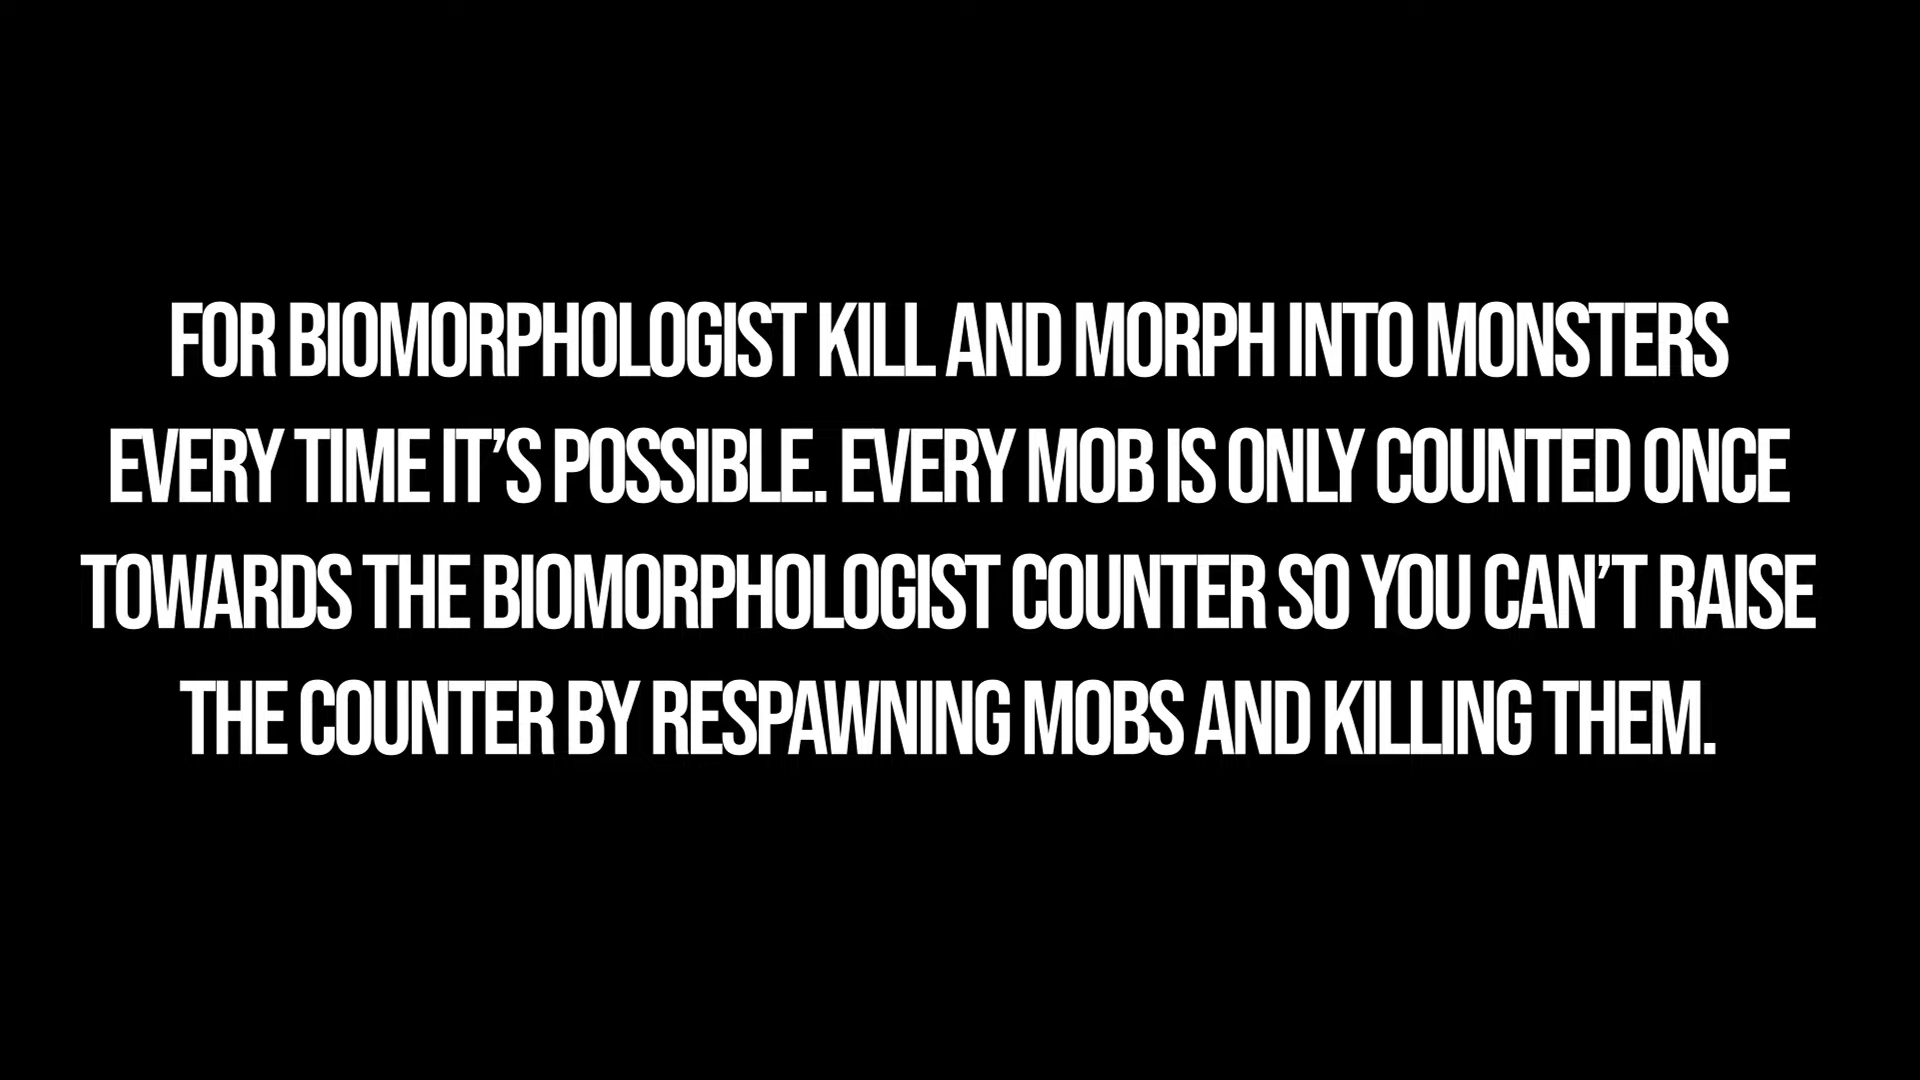 FOR BIOMORPHOLOGIST KILL AND MORPH INTO MONSTERS
EVERY TIME IT’S POSSIBLE. EVERY MOB IS ONLY COUNTED ONCE
TOWARDS THE BIOMORPHOLOGIST COUNTER SO YOU CAN’T RAISE
THE COUNTER BY RESPAWNING MOBS AND KILLING THEM.